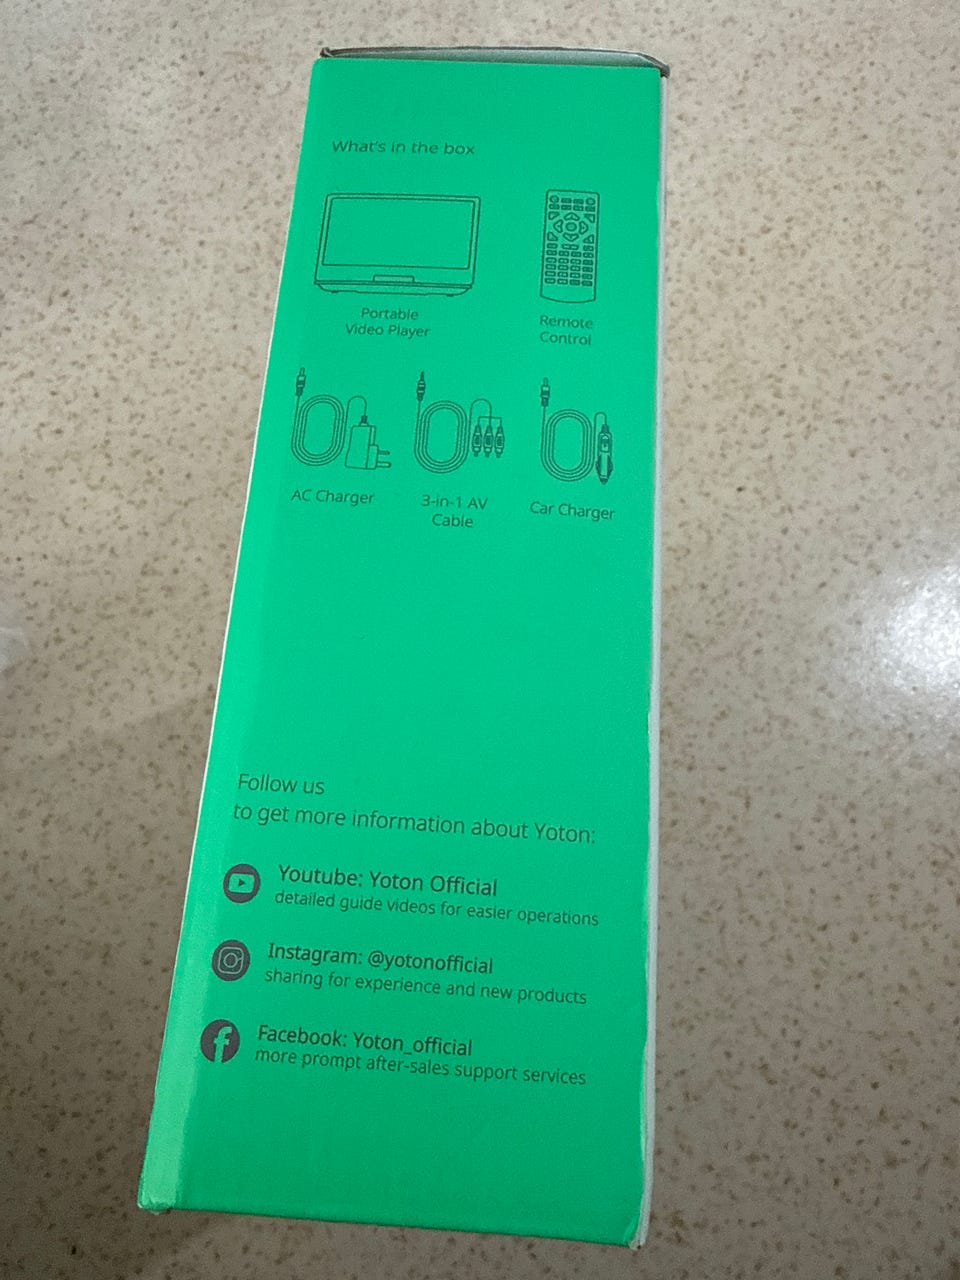 What's in the box
Portable
Video Player
Remote
Control
AC Charger
3-in-1 AV
Cable
Car Charger
Follow us
to get more information about Yoton:
Youtube: Yoton Official
detailed guide videos for easier operations
Instagram: @yotonofficial
sharing for experience and new products
Facebook: Yoton_official
more prompt after-sales support services